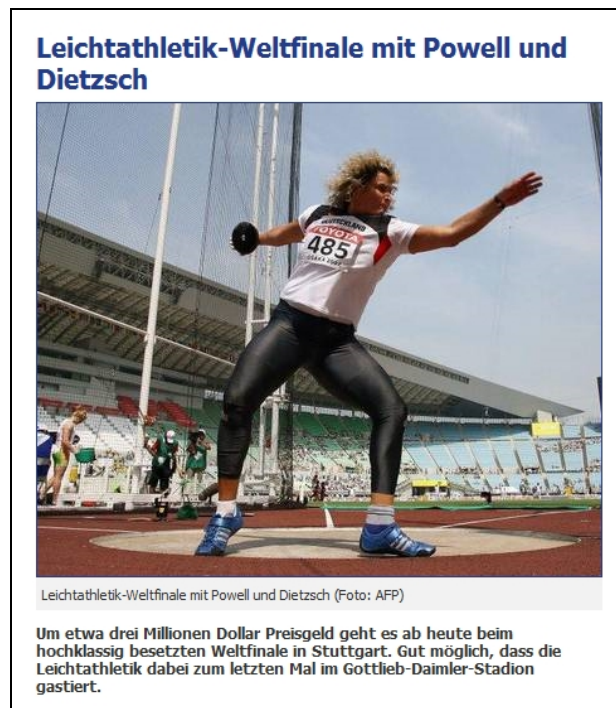 Leichtathletik-Weltfinale mit Powell und
Dietzsch
DEUTSCHLAND
TOYOTA
485
OSAKA 2007
Leichtathletik-Weltfinale mit Powell und Dietzsch (Foto: AFP)
Um etwa drei Millionen Dollar Preisgeld geht es ab heute beim
hochklassig besetzten Weltfinale in Stuttgart. Gut möglich, dass die
Leichtathletik dabei zum letzten Mal im Gottlieb-Daimler-Stadion
gastiert.